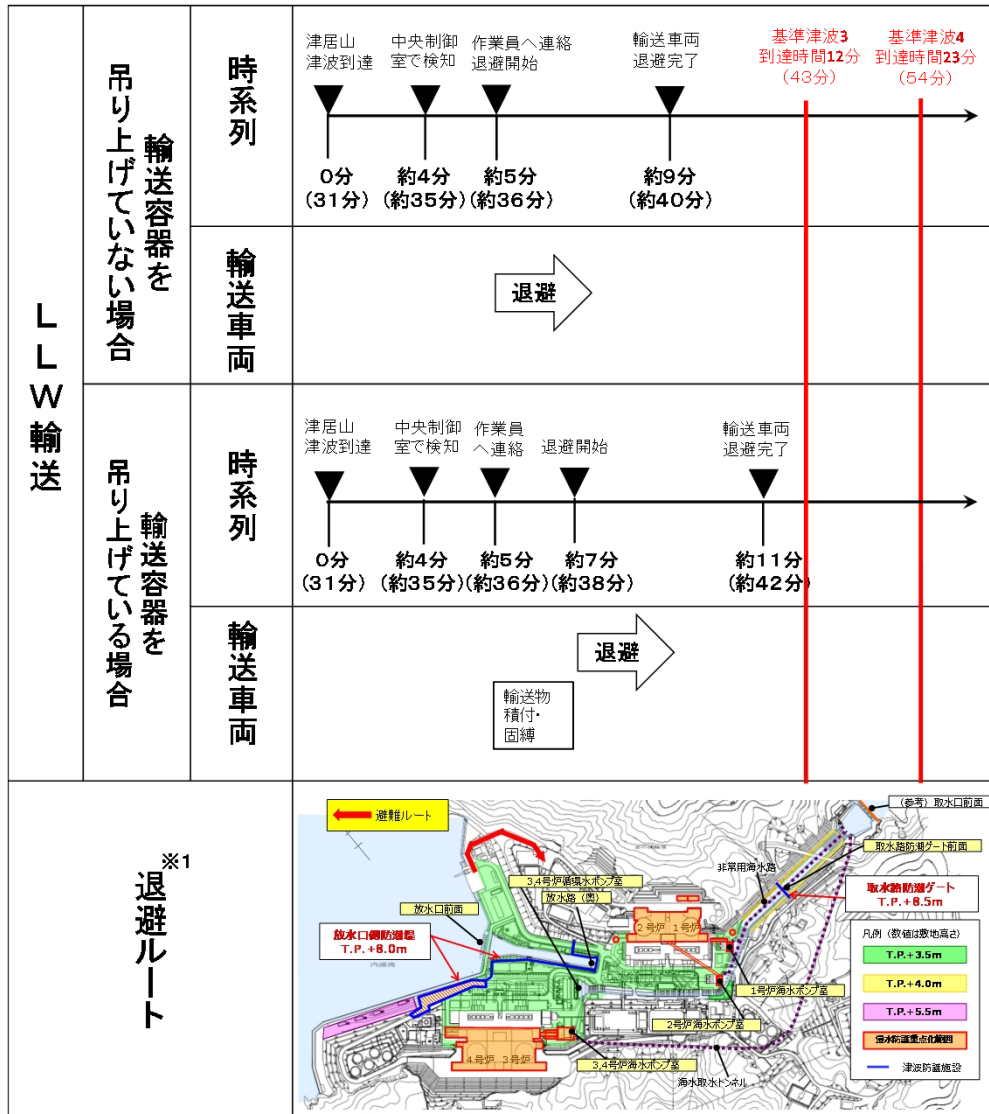 LLW輸送
輸送容器を
吊り上げていない場合
時系列
津居山
津波到達
中央制御
室で検知
作業員へ連絡
退避開始
輸送車両
退避完了
基準津波3
到達時間12分
(43分)
基準津波4
到達時間23分
(54分)
0分
(31分)
約4分
(約35分)
約5分
(約36分)
約9分
(約40分)
輸送車両
退避
輸送容器を
吊り上げている場合
時系列
津居山
津波到達
中央制御
室で検知
作業員
へ連絡
退避開始
輸送車両
退避完了
0分
(31分)
約4分
(約35分)
約5分
(約36分)
約7分
(約38分)
約11分
(約42分)
輸送車両
退避
輸送物
積付・
固縛
退避ルート※1
避難ルート
(参考)取水口前面
取水路防潮ゲート前面
非常用海水路
3,4号炉循環水ポンプ室
放水路(奥)
放水口前面
取水路防潮ゲート
T.P.+8.5m
放水口側防潮堤
T.P.+8.0m
2号炉
1号炉
1号炉海水ポンプ室
2号炉海水ポンプ室
4号炉
3号炉
3,4号炉海水ポンプ室
海水取水トンネル
凡例(数値は敷地高さ)
T.P.+3.5m
T.P.+4.0m
T.P.+5.5m
浸水防護重点化範囲
津波防護施設